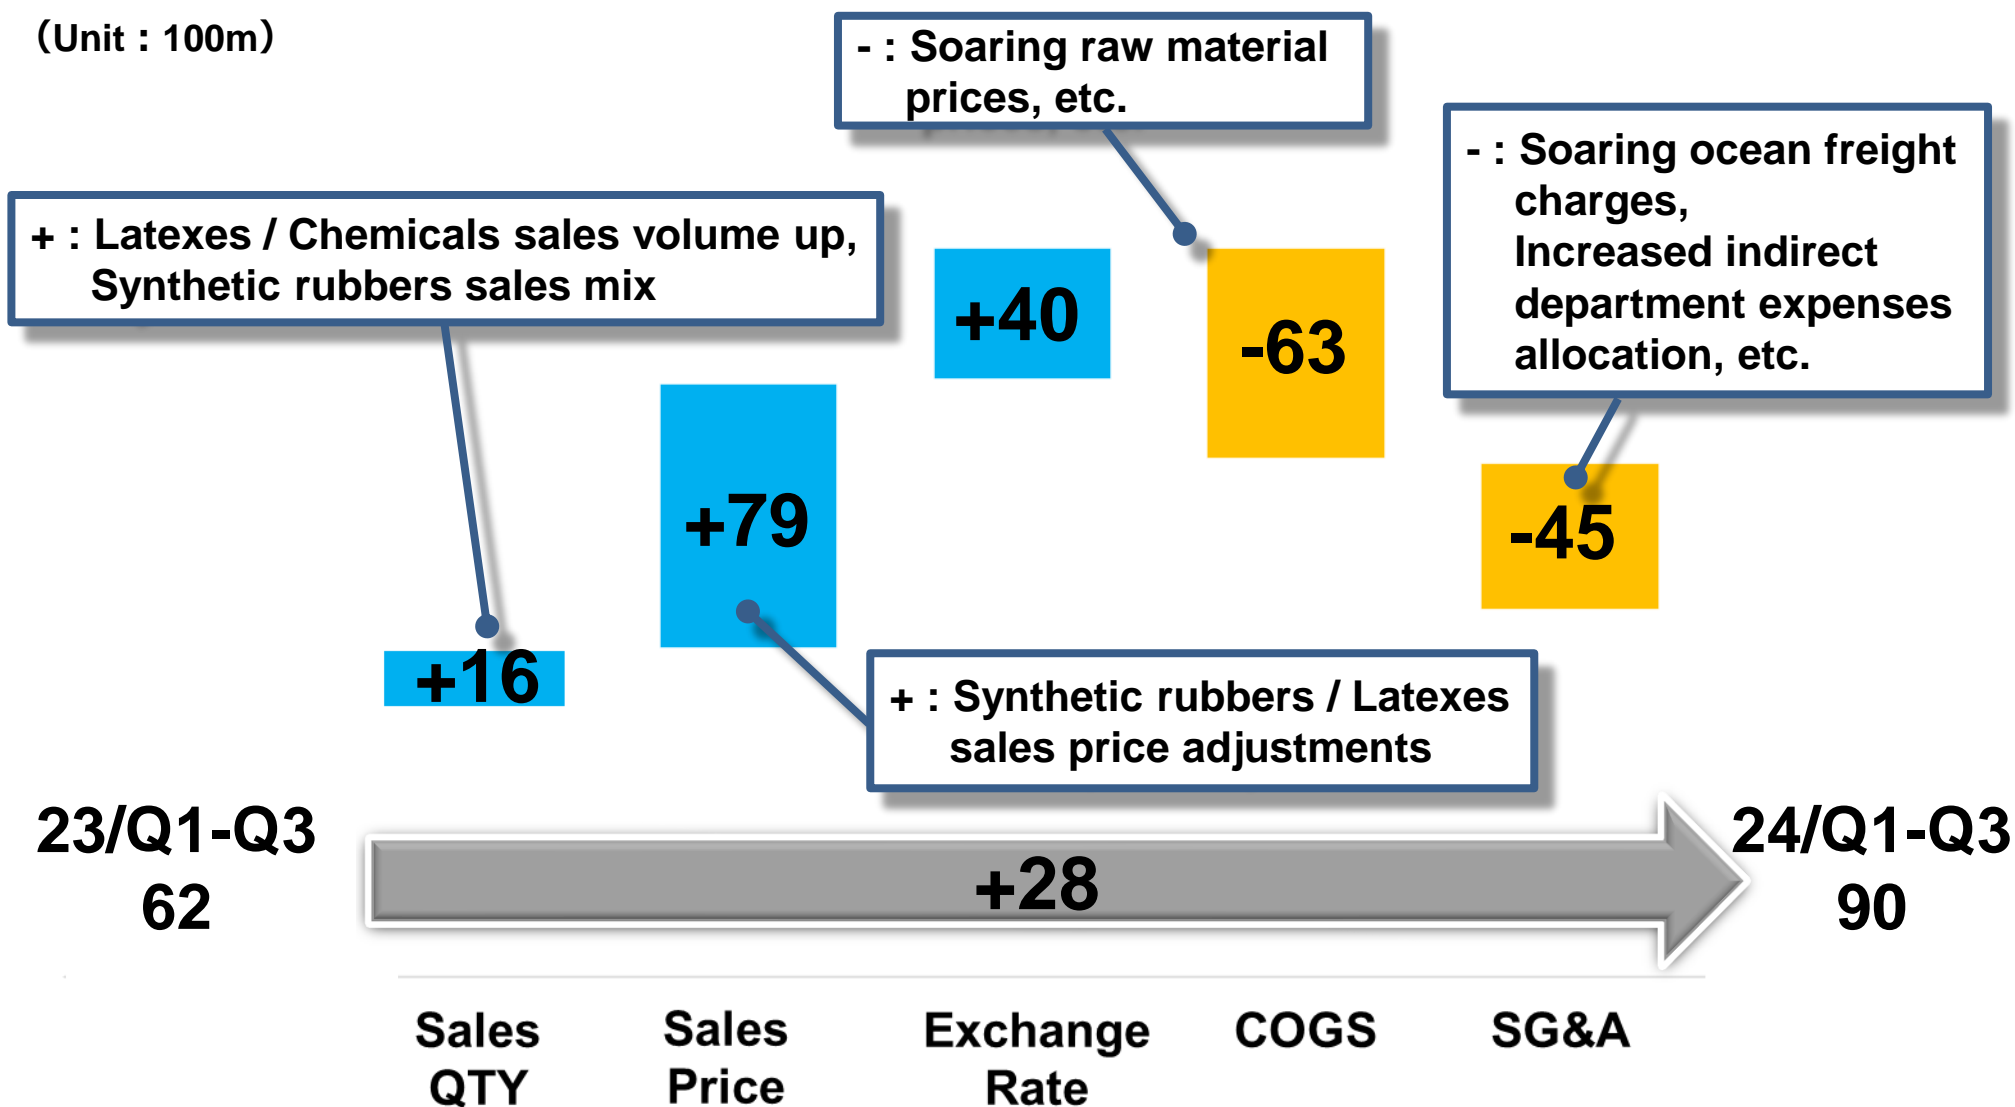 （Unit：100m）
- : Soaring raw material
prices, etc.
- : Soaring ocean freight
charges,
Increased indirect
department expenses
allocation, etc.
+ : Latexes / Chemicals sales volume up,
Synthetic rubbers sales mix
+40
-63
+79
-45
+16
+ : Synthetic rubbers / Latexes
sales price adjustments
23/Q1-Q3
62
+28
24/Q1-Q3
90
Sales
QTY
Sales
Price
Exchange
Rate
COGS
SG&A